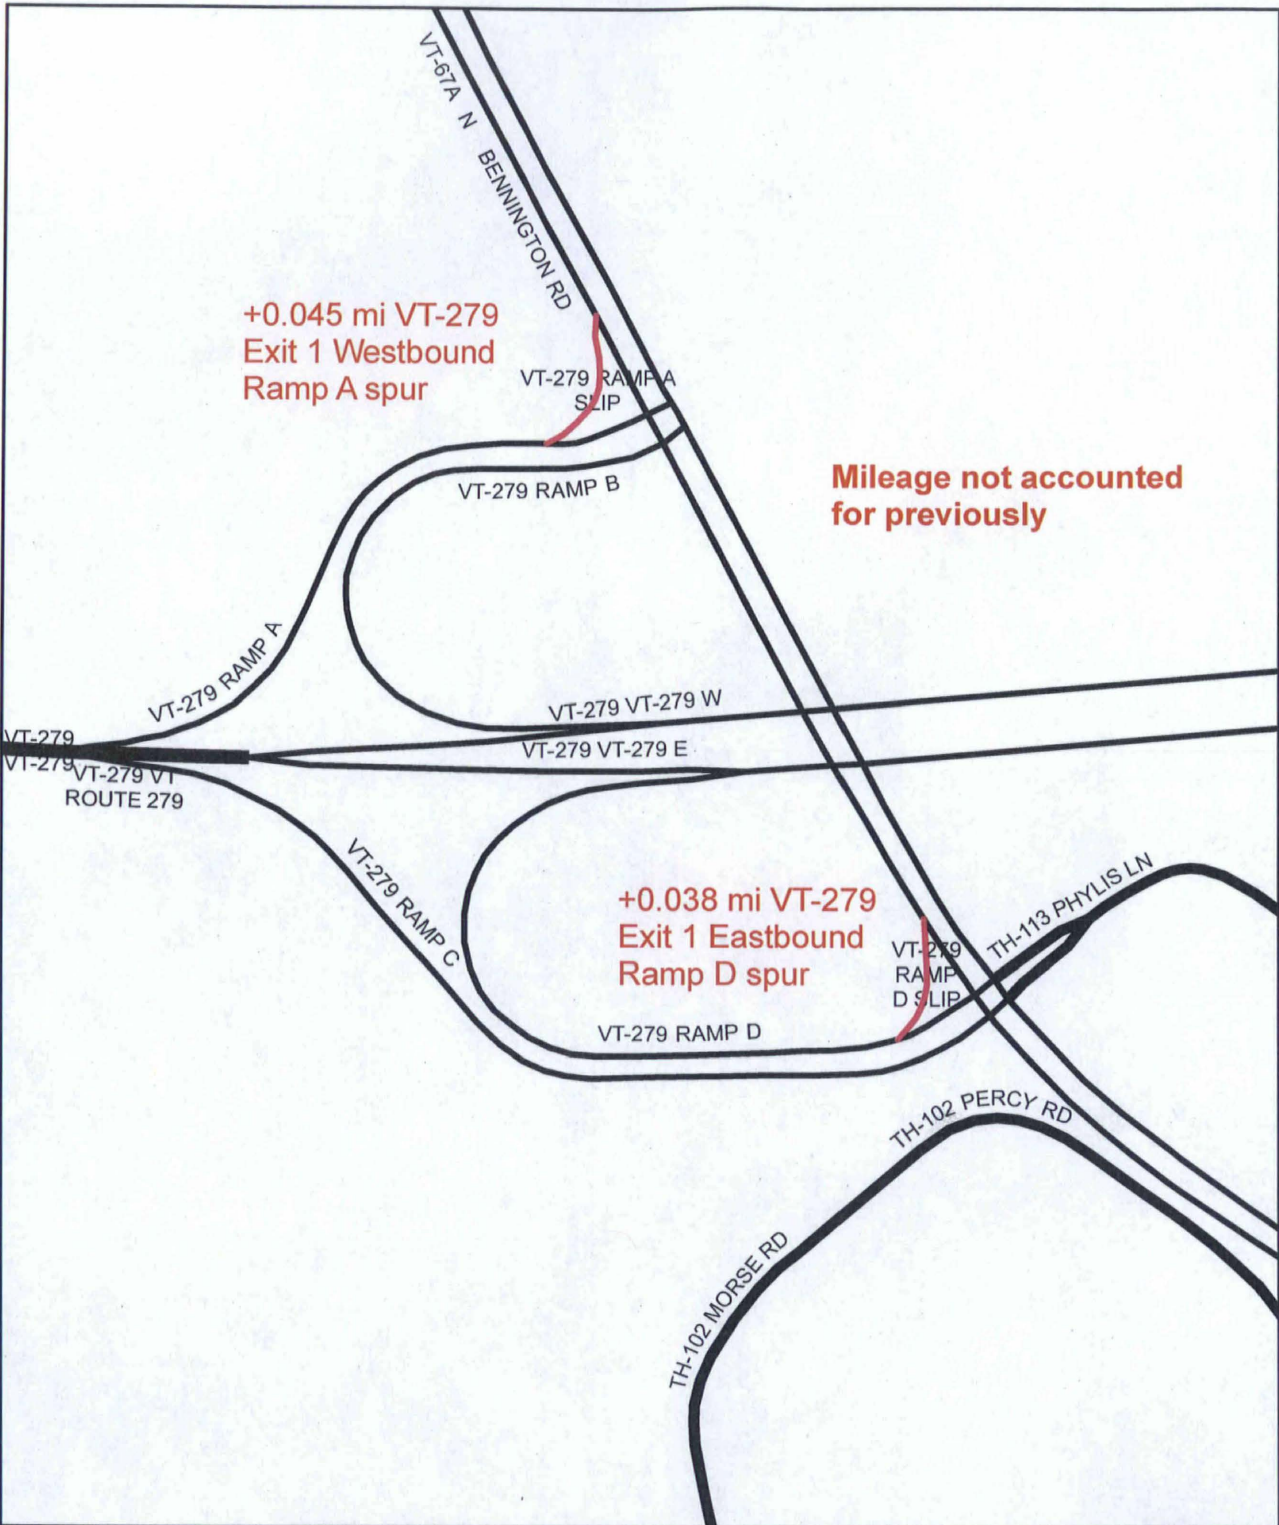 VT-67A N BENNINGTON RD
+0.045 mi VT-279
Exit 1 Westbound
Ramp A spur
VT-279 RAMP A
SLIP
VT-279 RAMP B
Mileage not accounted
for previously
VT-279 RAMP A
VT-279 VT-279 W
VT-279
VT-279 VT-279 E
VT-279
VT-279 VT
ROUTE 279
VT-279 RAMP C
+0.038 mi VT-279
Exit 1 Eastbound
Ramp D spur
VT-279
RAMP
D SLIP
TH-113 PHYLIS LN
VT-279 RAMP D
TH-102 PERCY RD
TH-102 MORSE RD